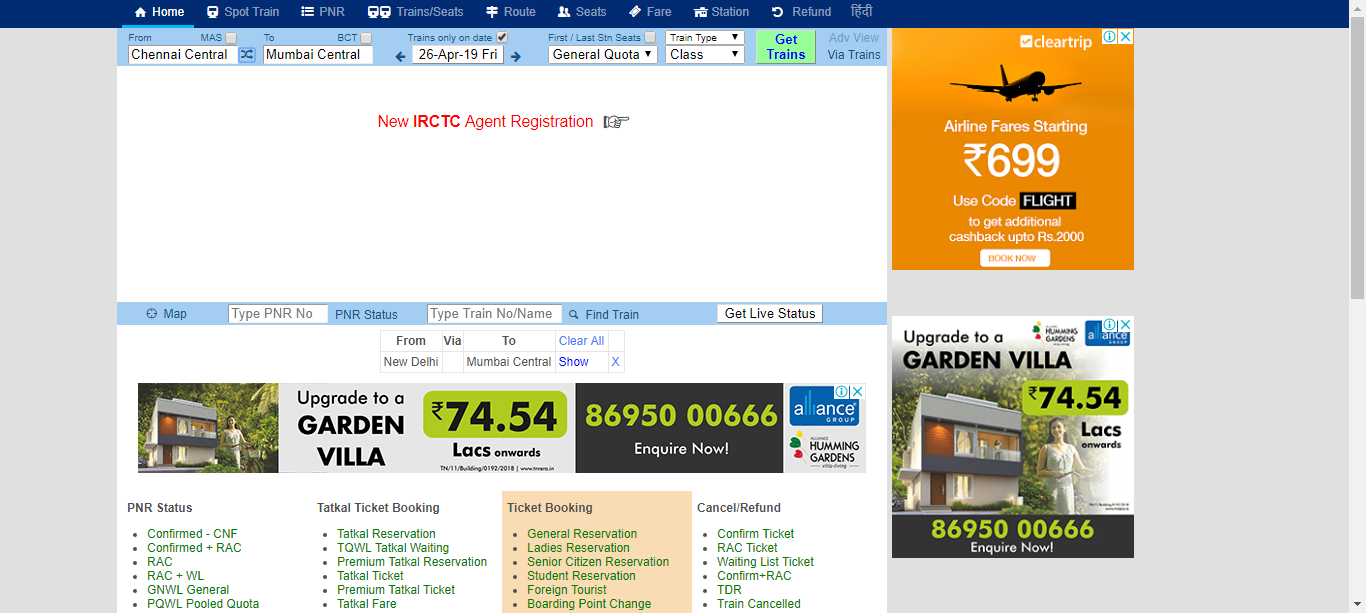 Home Spot Train PNR Trains/Seats Route Seats Fare Station Refund हिंदी
From MAS To BCT Trains only on date First / Last Stn Seats Train Type Get Trains Adv View
Chennai Central Mumbai Central 26-Apr-19 Fri General Quota Class Via Trains
New IRCTC Agent Registration
cleartrip
Airline Fares Starting
₹699
Use Code FLIGHT
to get additional
cashback upto Rs.2000
BOOK NOW
Map Type PNR No PNR Status Type Train No/Name Find Train Get Live Status
From Via To Clear All
New Delhi Mumbai Central Show X
Upgrade to a
GARDEN
VILLA
₹74.54
Lacs onwards
TN/11/Building/0192/2018 | www.tnrera.in
86950 00666
Enquire Now!
alliance
GROUP
ALLIANCE
HUMMING
GARDENS
villa-living
Upgrade to a
GARDEN VILLA
HUMMING
GARDENS
alliance
GROUP
₹74.54
Lacs
onwards
86950 00666
Enquire Now!
PNR Status
Confirmed - CNF
Confirmed + RAC
RAC
RAC + WL
GNWL General
PQWL Pooled Quota
Tatkal Ticket Booking
Tatkal Reservation
TQWL Tatkal Waiting
Premium Tatkal Reservation
Tatkal Ticket
Premium Tatkal Ticket
Tatkal Fare
Ticket Booking
General Reservation
Ladies Reservation
Senior Citizen Reservation
Student Reservation
Foreign Tourist
Boarding Point Change
Cancel/Refund
Confirm Ticket
RAC Ticket
Waiting List Ticket
Confirm+RAC
TDR
Train Cancelled